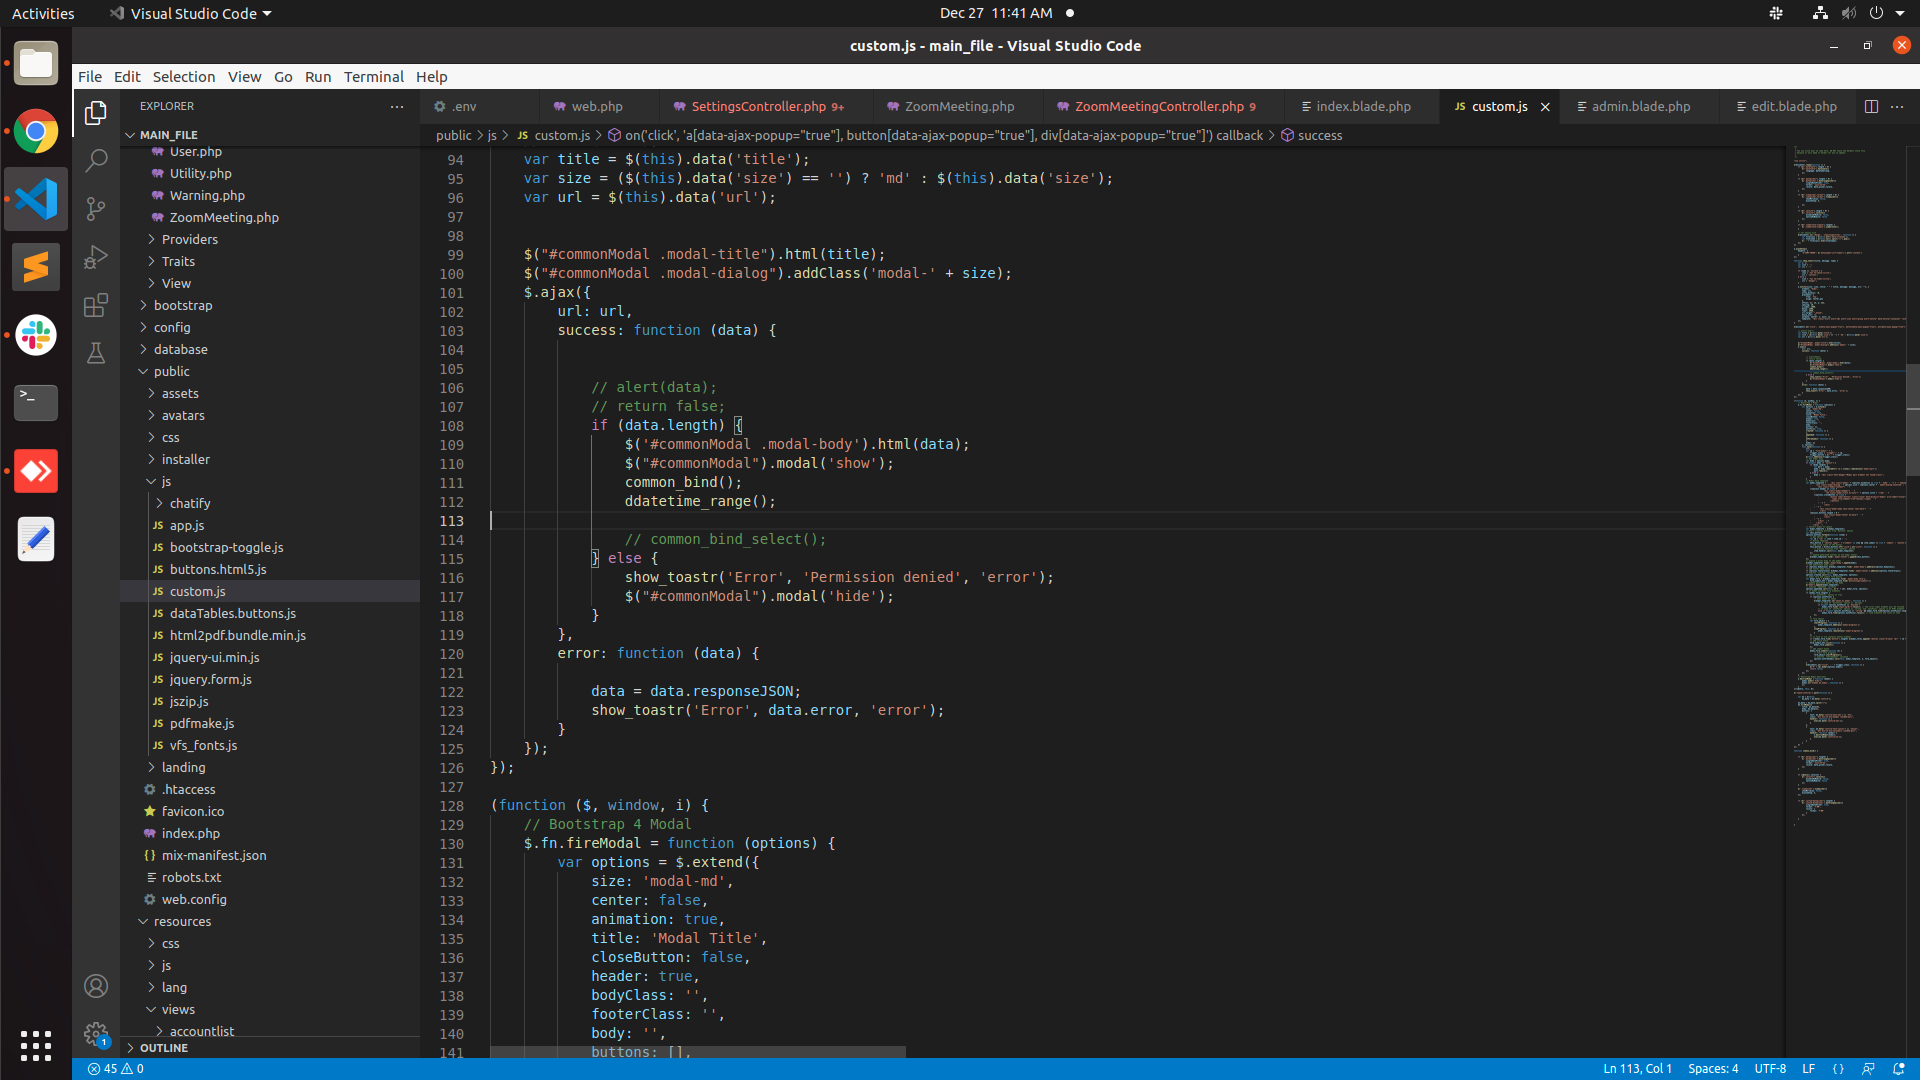 Activities
Visual Studio Code
Dec 27 11:41 AM
custom.js - main_file - Visual Studio Code
File Edit Selection View Go Run Terminal Help
EXPLORER
.env
web.php
SettingsController.php 9+
ZoomMeeting.php
ZoomMeetingController.php 9
index.blade.php
JS custom.js
admin.blade.php
edit.blade.php
public > js > JS custom.js > on('click', 'a[data-ajax-popup="true"], button[data-ajax-popup="true"], div[data-ajax-popup="true"]') callback > success
MAIN_FILE
User.php
Utility.php
Warning.php
ZoomMeeting.php
Providers
Traits
View
bootstrap
config
database
public
assets
avatars
css
installer
js
chatify
JS app.js
JS bootstrap-toggle.js
JS buttons.html5.js
JS custom.js
JS dataTables.buttons.js
JS html2pdf.bundle.min.js
JS jquery-ui.min.js
JS jquery.form.js
JS jszip.js
JS pdfmake.js
JS vfs_fonts.js
landing
.htaccess
favicon.ico
index.php
{} mix-manifest.json
robots.txt
web.config
resources
css
js
lang
views
accountlist
OUTLINE
94 var title = $(this).data('title');
95 var size = ($(this).data('size') == '') ? 'md' : $(this).data('size');
96 var url = $(this).data('url');
97
98
99 $("#commonModal .modal-title").html(title);
100 $("#commonModal .modal-dialog").addClass('modal-' + size);
101 $.ajax({
102 url: url,
103 success: function (data) {
104
105
106 // alert(data);
107 // return false;
108 if (data.length) {
109 $('#commonModal .modal-body').html(data);
110 $("#commonModal").modal('show');
111 common_bind();
112 ddatetime_range();
113
114 // common_bind_select();
115 } else {
116 show_toastr('Error', 'Permission denied', 'error');
117 $("#commonModal").modal('hide');
118 }
119 },
120 error: function (data) {
121
122 data = data.responseJSON;
123 show_toastr('Error', data.error, 'error');
124 }
125 });
126 });
127
128 (function ($, window, i) {
129 // Bootstrap 4 Modal
130 $.fn.fireModal = function (options) {
131 var options = $.extend({
132 size: 'modal-md',
133 center: false,
134 animation: true,
135 title: 'Modal Title',
136 closeButton: false,
137 header: true,
138 bodyClass: '',
139 footerClass: '',
140 body: '',
141 buttons: [],
1
45 0
Ln 113, Col 1
Spaces: 4
UTF-8
LF
{}